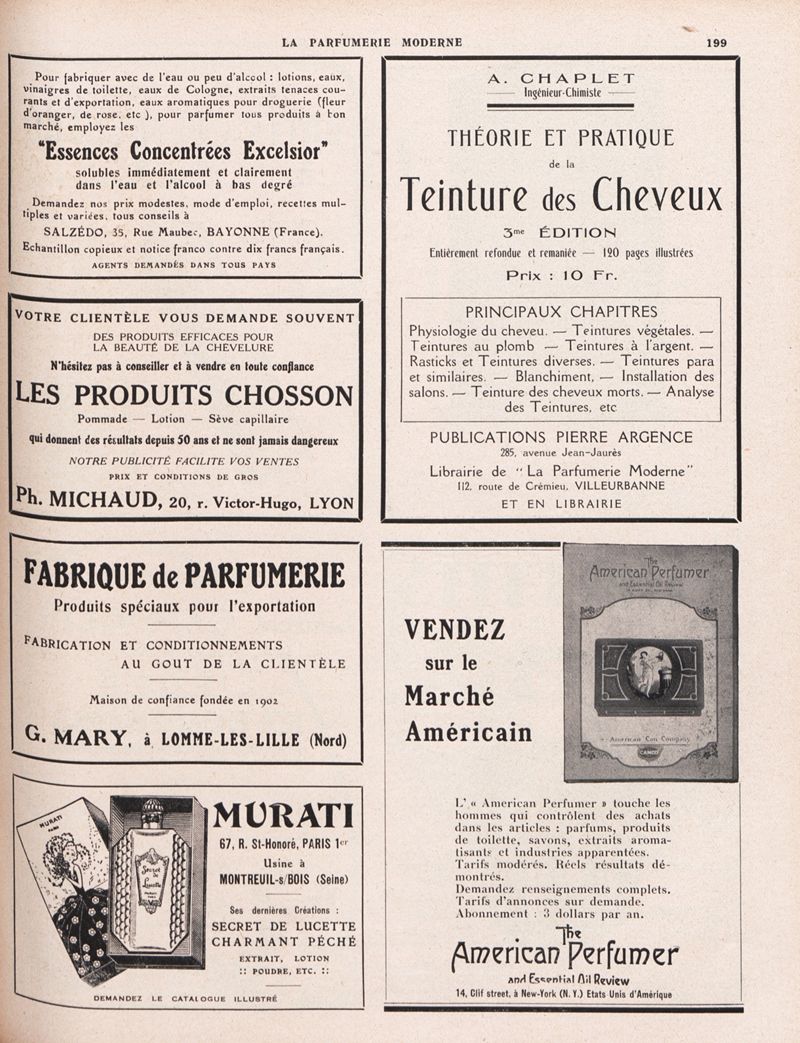 LA PARFUMERIE MODERNE
199
Pour fabriquer avec de l'eau ou peu d'alcool : lotions, eaux,
vinaigres de toilette, eaux de Cologne, extraits tenaces cou-
rants et d'exportation, eaux aromatiques pour droguerie (fleur
d'oranger, de rose, etc ), pour parfumer tous produits à bon
marché, employez les
"Essences Concentrées Excelsior"
solubles immédiatement et clairement
dans l'eau et l'alcool à bas degré
Demandez nos prix modestes, mode d'emploi, recettes mul-
tiples et variées, tous conseils à
SALZÉDO, 35, Rue Maubec, BAYONNE (France).
Echantillon copieux et notice franco contre dix francs français.
AGENTS DEMANDÉS DANS TOUS PAYS
VOTRE CLIENTÈLE VOUS DEMANDE SOUVENT
DES PRODUITS EFFICACES POUR
LA BEAUTÉ DE LA CHEVELURE
N'hésitez pas à conseiller et à vendre en toute confiance
LES PRODUITS CHOSSON
Pommade — Lotion — Sève capillaire
qui donnent des résultats depuis 50 ans et ne sont jamais dangereux
NOTRE PUBLICITÉ FACILITE VOS VENTES
PRIX ET CONDITIONS DE GROS
Ph. MICHAUD, 20, r. Victor-Hugo, LYON
FABRIQUE de PARFUMERIE
Produits spéciaux pour l'exportation
FABRICATION ET CONDITIONNEMENTS
AU GOUT DE LA CLIENTÈLE
Maison de confiance fondée en 1902
G. MARY, à LOMME-LES-LILLE (Nord)
MURATI
Secret
de
Lucette
MURATI
67, R. St-Honoré, PARIS 1er
Usine à
MONTREUIL-s/BOIS (Seine)
Ses dernières Créations :
SECRET DE LUCETTE
CHARMANT PÉCHÉ
EXTRAIT, LOTION
:: POUDRE, ETC. ::
DEMANDEZ LE CATALOGUE ILLUSTRÉ
A. CHAPLET
Ingénieur-Chimiste
THÉORIE ET PRATIQUE
de la
Teinture des Cheveux
3me ÉDITION
Entièrement refondue et remaniée — 120 pages illustrées
Prix : 10 Fr.
PRINCIPAUX CHAPITRES
Physiologie du cheveu. — Teintures végétales. —
Teintures au plomb — Teintures à l'argent. —
Rasticks et Teintures diverses. — Teintures para
et similaires. — Blanchiment, — Installation des
salons. — Teinture des cheveux morts. — Analyse
des Teintures, etc
PUBLICATIONS PIERRE ARGENCE
285, avenue Jean-Jaurès
Librairie de "La Parfumerie Moderne"
112, route de Crémieu, VILLEURBANNE
ET EN LIBRAIRIE
VENDEZ
sur le
Marché
Américain
The
American Perfumer
and Essential Oil Review
American Can Company
CANCO
L' « American Perfumer » touche les
hommes qui contrôlent des achats
dans les articles : parfums, produits
de toilette, savons, extraits aroma-
tisants et industries apparentées.
Tarifs modérés. Réels résultats dé-
montrés.
Demandez renseignements complets.
Tarifs d'annonces sur demande.
Abonnement : 3 dollars par an.
The
American Perfumer
and Essential Oil Review
14, Clif street, à New-York (N. Y.) Etats Unis d'Amérique